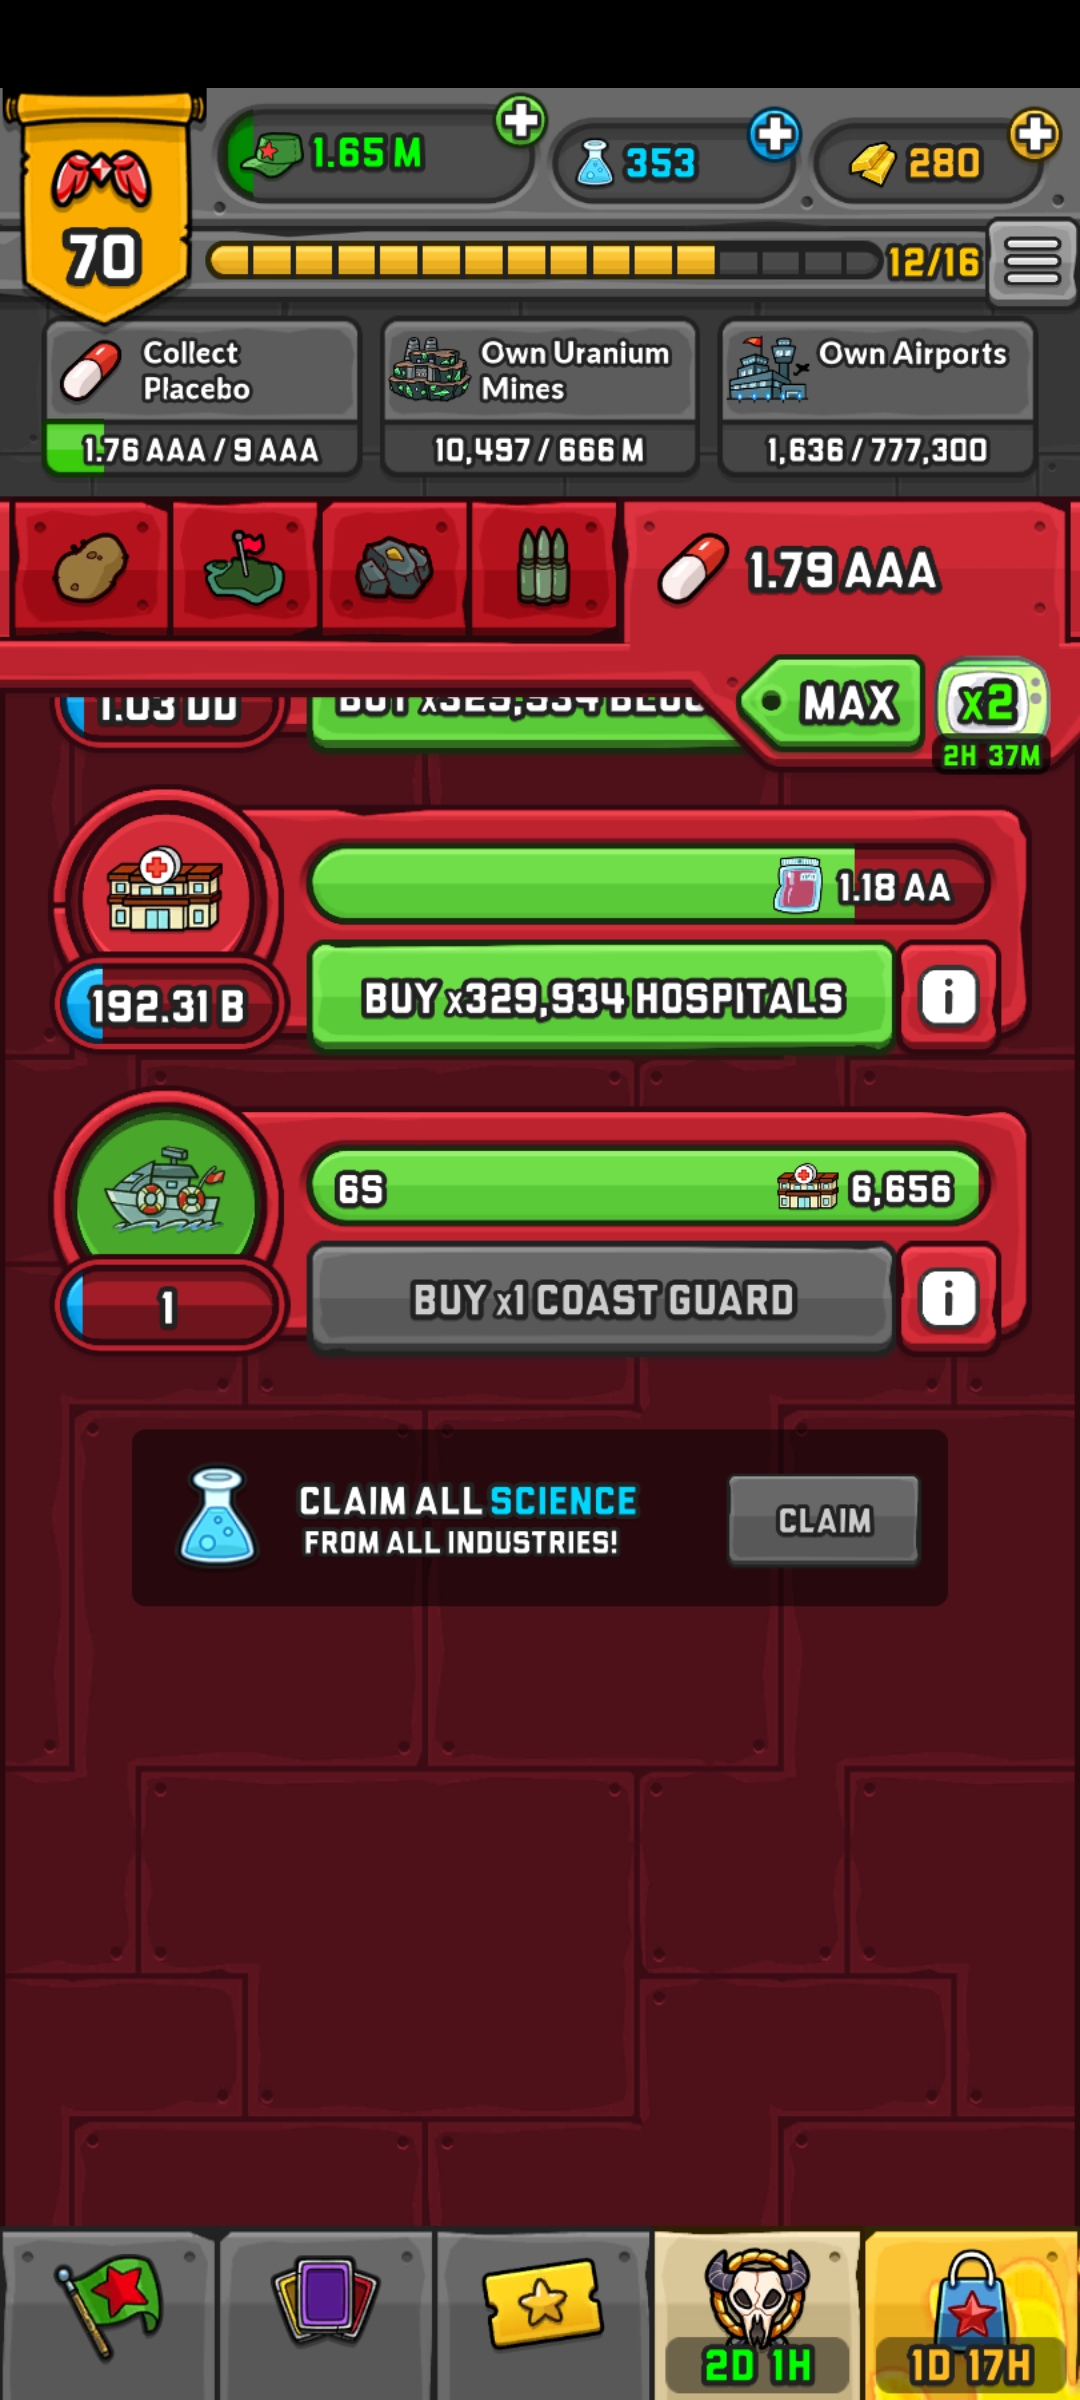 1.65 M
353
280
70
12/16
Collect
Placebo
1.76 AAA / 9 AAA
Own Uranium
Mines
10,497 / 666 M
Own Airports
1,636 / 777,300
1.79 AAA
MAX
x2
2H 37M
1.18 AA
192.31 B
BUY x329,934 HOSPITALS
i
6S
6,656
1
BUY x1 COAST GUARD
i
CLAIM ALL SCIENCE
FROM ALL INDUSTRIES!
CLAIM
2D 1H
1D 17H